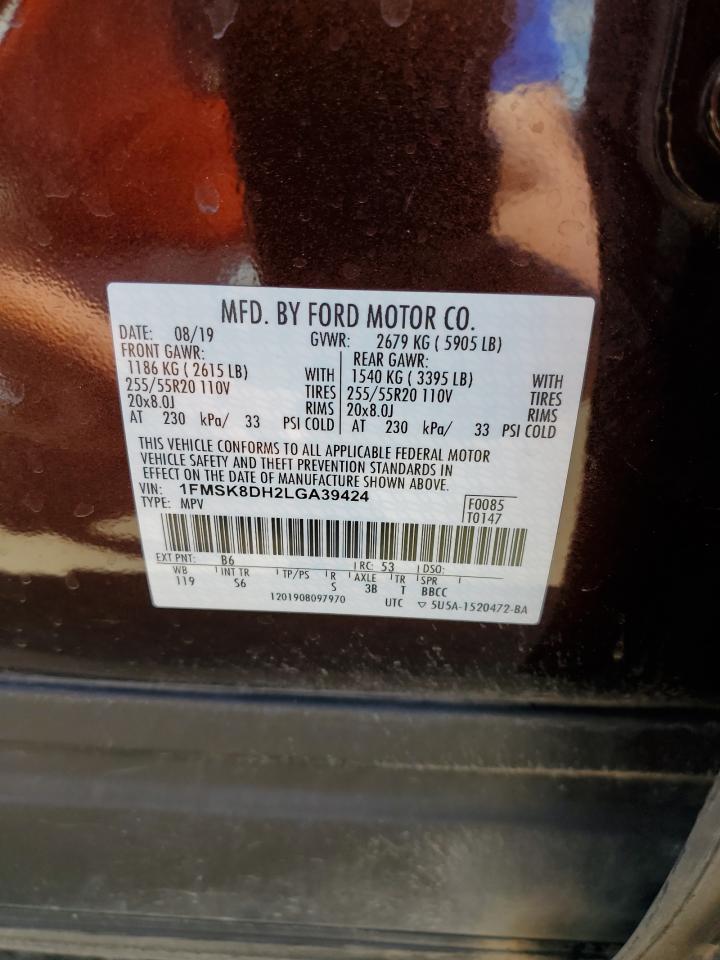 MFD. BY FORD MOTOR CO.
DATE: 08/19 GVWR: 2679 KG ( 5905 LB)
FRONT GAWR: REAR GAWR:
1186 KG ( 2615 LB) WITH 1540 KG ( 3395 LB) WITH
255/55R20 110V TIRES 255/55R20 110V TIRES
20x8.0J RIMS 20x8.0J RIMS
AT 230 kPa/ 33 PSI COLD AT 230 kPa/ 33 PSI COLD
THIS VEHICLE CONFORMS TO ALL APPLICABLE FEDERAL MOTOR
VEHICLE SAFETY AND THEFT PREVENTION STANDARDS IN
EFFECT ON THE DATE OF MANUFACTURE SHOWN ABOVE.
VIN: 1FMSK8DH2LGA39424 F0085
TYPE: MPV T0147
EXT PNT: B6 RC: 53 DSO:
WB INT TR TP/PS R AXLE TR SPR
119 S6 S 3B T BBCC
1201908097970 UTC ▽ 5U5A-1520472-BA